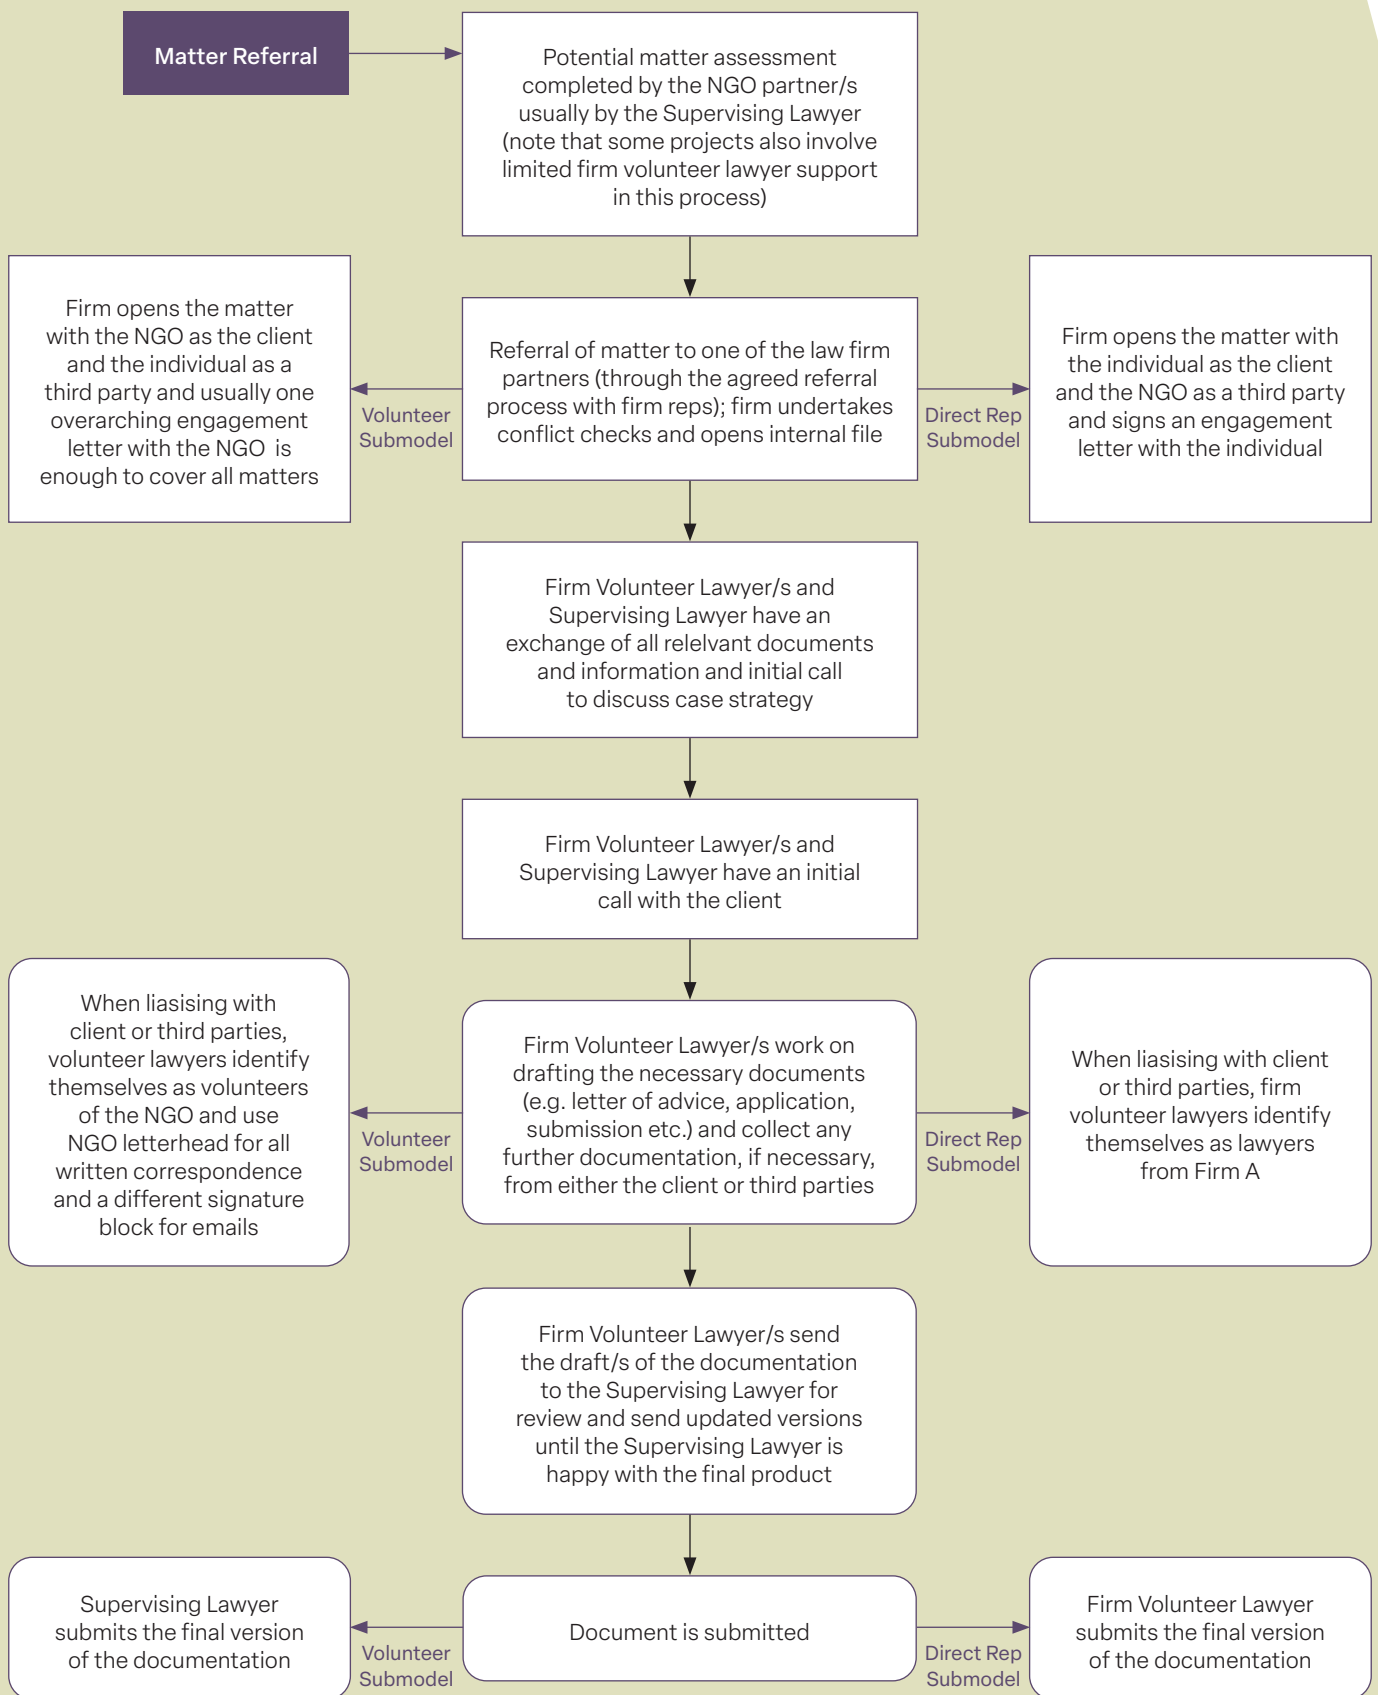 Matter Referral
Potential matter assessment
completed by the NGO partner/s
usually by the Supervising Lawyer
(note that some projects also involve
limited firm volunteer lawyer support
in this process)
Firm opens the matter
with the NGO as the client
and the individual as a
third party and usually one
overarching engagement
letter with the NGO is
enough to cover all matters
Volunteer
Submodel
Referral of matter to one of the law firm
partners (through the agreed referral
process with firm reps); firm undertakes
conflict checks and opens internal file
Direct Rep
Submodel
Firm opens the matter with
the individual as the client
and the NGO as a third party
and signs an engagement
letter with the individual
Firm Volunteer Lawyer/s and
Supervising Lawyer have an
exchange of all relelvant documents
and information and initial call
to discuss case strategy
Firm Volunteer Lawyer/s and
Supervising Lawyer have an initial
call with the client
When liasising with
client or third parties,
volunteer lawyers identify
themselves as volunteers
of the NGO and use
NGO letterhead for all
written correspondence
and a different signature
block for emails
Volunteer
Submodel
Firm Volunteer Lawyer/s work on
drafting the necessary documents
(e.g. letter of advice, application,
submission etc.) and collect any
further documentation, if necessary,
from either the client or third parties
Direct Rep
Submodel
When liasising with client
or third parties, firm
volunteer lawyers identify
themselves as lawyers
from Firm A
Firm Volunteer Lawyer/s send
the draft/s of the documentation
to the Supervising Lawyer for
review and send updated versions
until the Supervising Lawyer is
happy with the final product
Supervising Lawyer
submits the final version
of the documentation
Volunteer
Submodel
Document is submitted
Direct Rep
Submodel
Firm Volunteer Lawyer
submits the final version
of the documentation